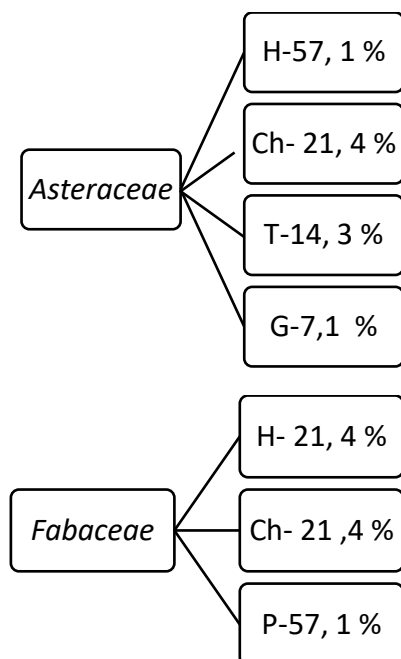 Asteraceae
H-57, 1 %
Ch- 21, 4 %
T-14, 3 %
G-7,1 %
Fabaceae
H- 21, 4 %
Ch- 21 ,4 %
P-57, 1 %